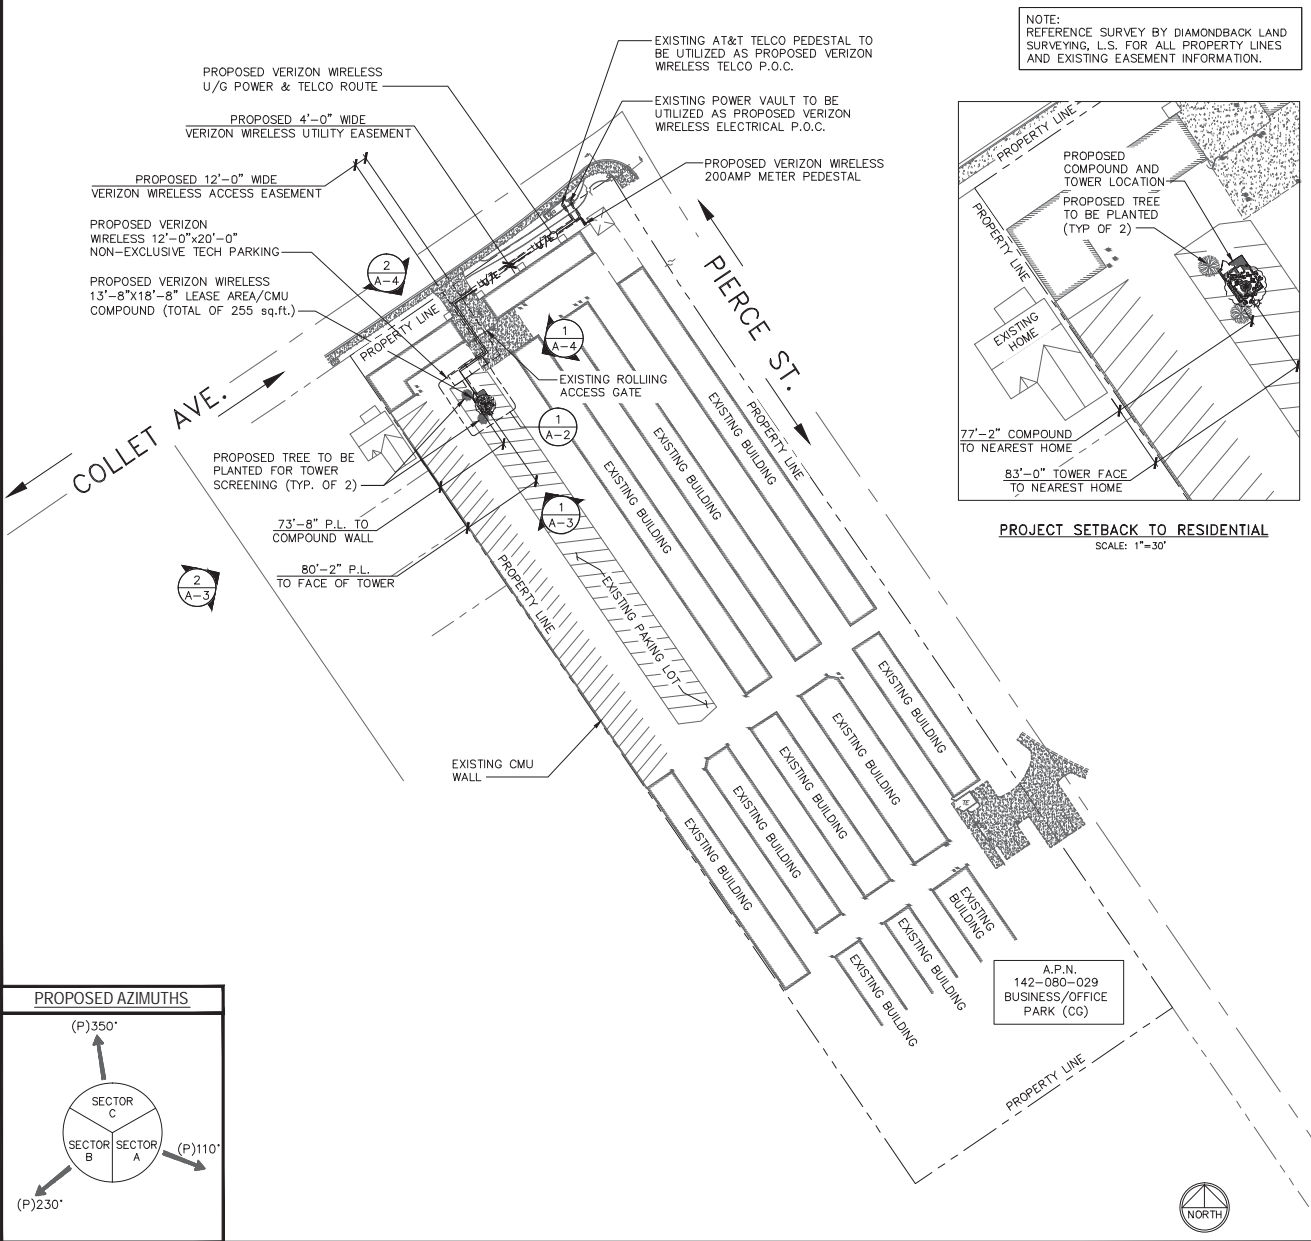 NOTE:
REFERENCE SURVEY BY DIAMONDBACK LAND
SURVEYING, L.S. FOR ALL PROPERTY LINES
AND EXISTING EASEMENT INFORMATION.
EXISTING AT&T TELCO PEDESTAL TO
BE UTILIZED AS PROPOSED VERIZON
WIRELESS TELCO P.O.C.
PROPOSED VERIZON WIRELESS
U/G POWER & TELCO ROUTE
EXISTING POWER VAULT TO BE
UTILIZED AS PROPOSED VERIZON
WIRELESS ELECTRICAL P.O.C.
PROPOSED 4'-0" WIDE
VERIZON WIRELESS UTILITY EASEMENT
PROPOSED VERIZON WIRELESS
200AMP METER PEDESTAL
PROPOSED 12'-0" WIDE
VERIZON WIRELESS ACCESS EASEMENT
PROPOSED VERIZON
WIRELESS 12'-0"x20'-0"
NON-EXCLUSIVE TECH PARKING
PROPOSED VERIZON WIRELESS
13'-8"X18'-8" LEASE AREA/CMU
COMPOUND (TOTAL OF 255 sq.ft.)
2
A-4
U/E
U/E
PROPERTY LINE
1
A-4
EXISTING ROLLIING
ACCESS GATE
1
A-2
1
A-3
2
A-3
COLLET AVE.
PIERCE ST.
PROPERTY LINE
PROPOSED TREE TO BE
PLANTED FOR TOWER
SCREENING (TYP. OF 2)
73'-8" P.L. TO
COMPOUND WALL
80'-2" P.L.
TO FACE OF TOWER
PROPERTY LINE
EXISTING PAKING LOT
EXISTING BUILDING
EXISTING BUILDING
EXISTING BUILDING
EXISTING CMU
WALL
EXISTING BUILDING
EXISTING BUILDING
EXISTING BUILDING
EXISTING BUILDING
EXISTING BUILDING
EXISTING
BUILDING
EXISTING BUILDING
EXISTING BUILDING
TE
A.P.N.
142-080-029
BUSINESS/OFFICE
PARK (CG)
PROPERTY LINE
PROPERTY LINE
PROPOSED
COMPOUND AND
TOWER LOCATION
PROPOSED TREE
TO BE PLANTED
(TYP OF 2)
PROPERTY LINE
EXISTING
HOME
77'-2" COMPOUND
TO NEAREST HOME
83'-0" TOWER FACE
TO NEAREST HOME
PROJECT SETBACK TO RESIDENTIAL
SCALE: 1"=30'
PROPOSED AZIMUTHS
(P)350°
SECTOR
C
SECTOR
B
SECTOR
A
(P)110°
(P)230°
NORTH